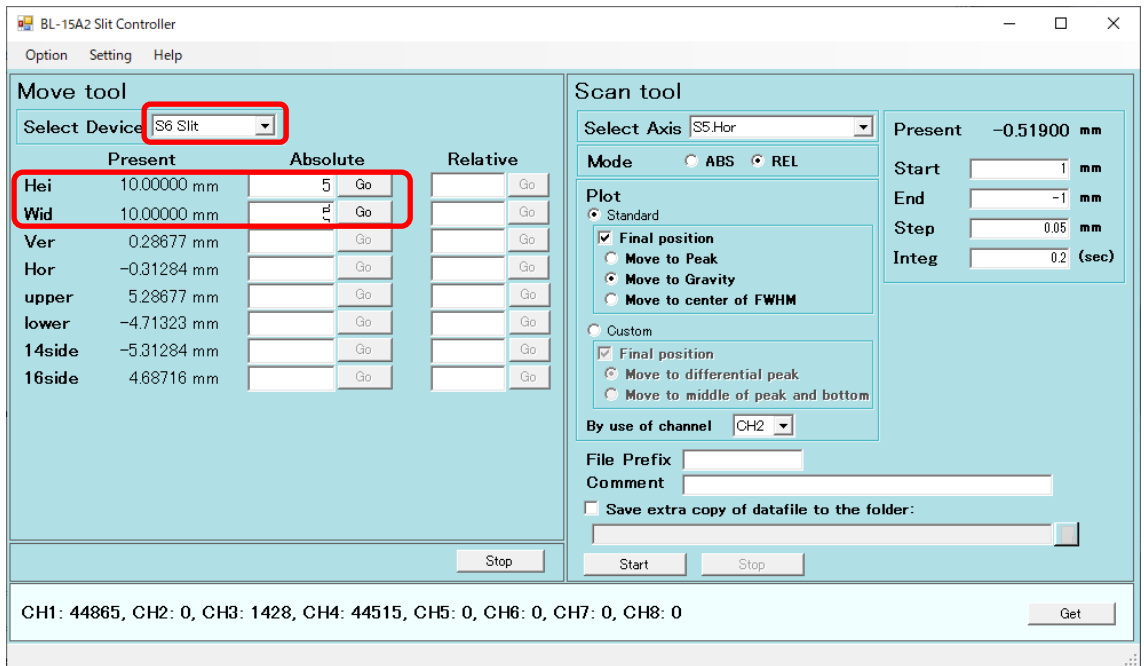 BL-15A2 Slit Controller
Option Setting Help
Move tool
Select Device S6 Slit
Present Absolute Relative
Hei 10.00000 mm 5 Go Go
Wid 10.00000 mm Go Go
Ver 0.28677 mm Go Go
Hor -0.31284 mm Go Go
upper 5.28677 mm Go Go
lower -4.71323 mm Go Go
14side -5.31284 mm Go Go
16side 4.68716 mm Go Go
Stop
Scan tool
Select Axis S5.Hor
Mode ABS REL
Plot
Standard
Final position
Move to Peak
Move to Gravity
Move to center of FWHM
Custom
Final position
Move to differential peak
Move to middle of peak and bottom
By use of channel CH2
Present -0.51900 mm
Start 1 mm
End -1 mm
Step 0.05 mm
Integ 0.2 (sec)
File Prefix
Comment
Save extra copy of datafile to the folder:
Start Stop
CH1: 44865, CH2: 0, CH3: 1428, CH4: 44515, CH5: 0, CH6: 0, CH7: 0, CH8: 0
Get